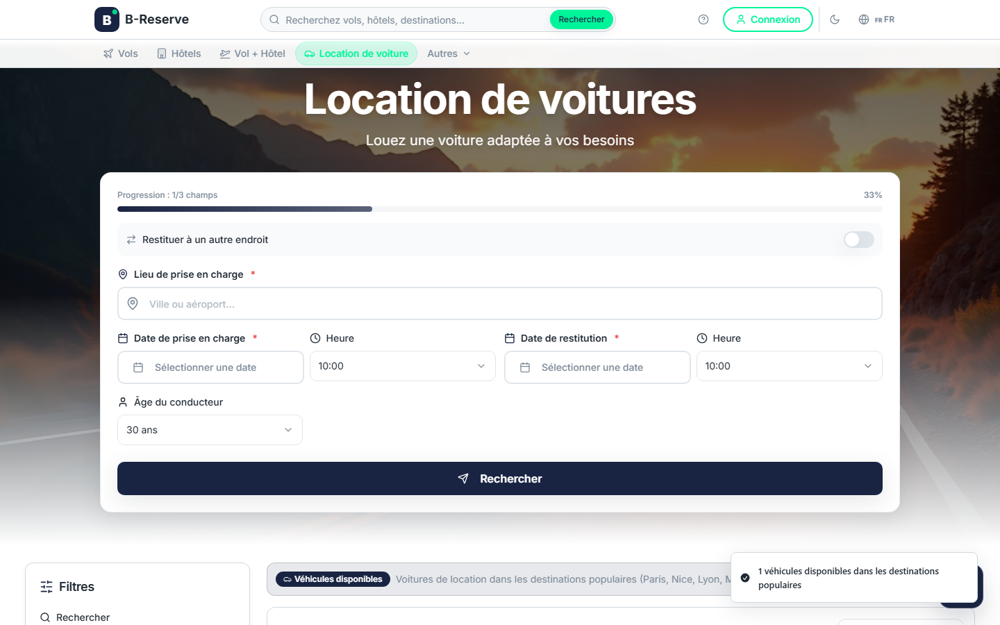 B B-Reserve
Recherchez vols, hôtels, destinations...
Rechercher
Connexion
FR FR
Vols
Hôtels
Vol + Hôtel
Location de voiture
Autres
Location de voitures
Louez une voiture adaptée à vos besoins
Progression : 1/3 champs
33%
Restituer à un autre endroit
Lieu de prise en charge *
Ville ou aéroport...
Date de prise en charge *
Heure
Date de restitution *
Heure
Sélectionner une date
10:00
Sélectionner une date
10:00
Âge du conducteur
30 ans
Rechercher
Filtres
Rechercher
Véhicules disponibles
Voitures de location dans les destinations populaires (Paris, Nice, Lyon,
1 véhicules disponibles dans les destinations
populaires